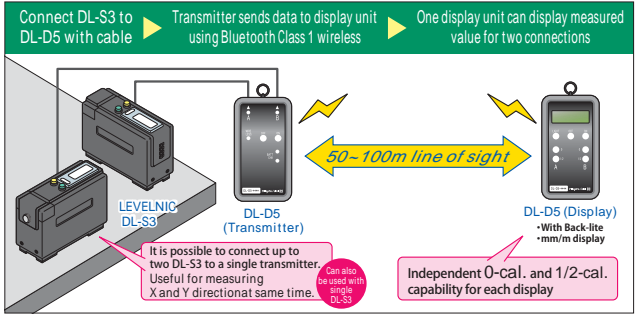 Connect DL-S3 to
DL-D5 with cable
Transmitter sends data to display unit
using Bluetooth Class 1 wireless
One display unit can display measured
value for two connections
A
B
50~100m line of sight
A
B
LEVELNIC
DL-S3
DL-D5
(Transmitter)
DL-D5 (Display)
•With Back-lite
•mm/m display
It is possible to connect up to
two DL-S3 to a single transmitter.
Useful for measuring
X and Y direction at same time.
Can also
be used with
single
DL-S3
Independent 0-cal. and 1/2-cal.
capability for each display